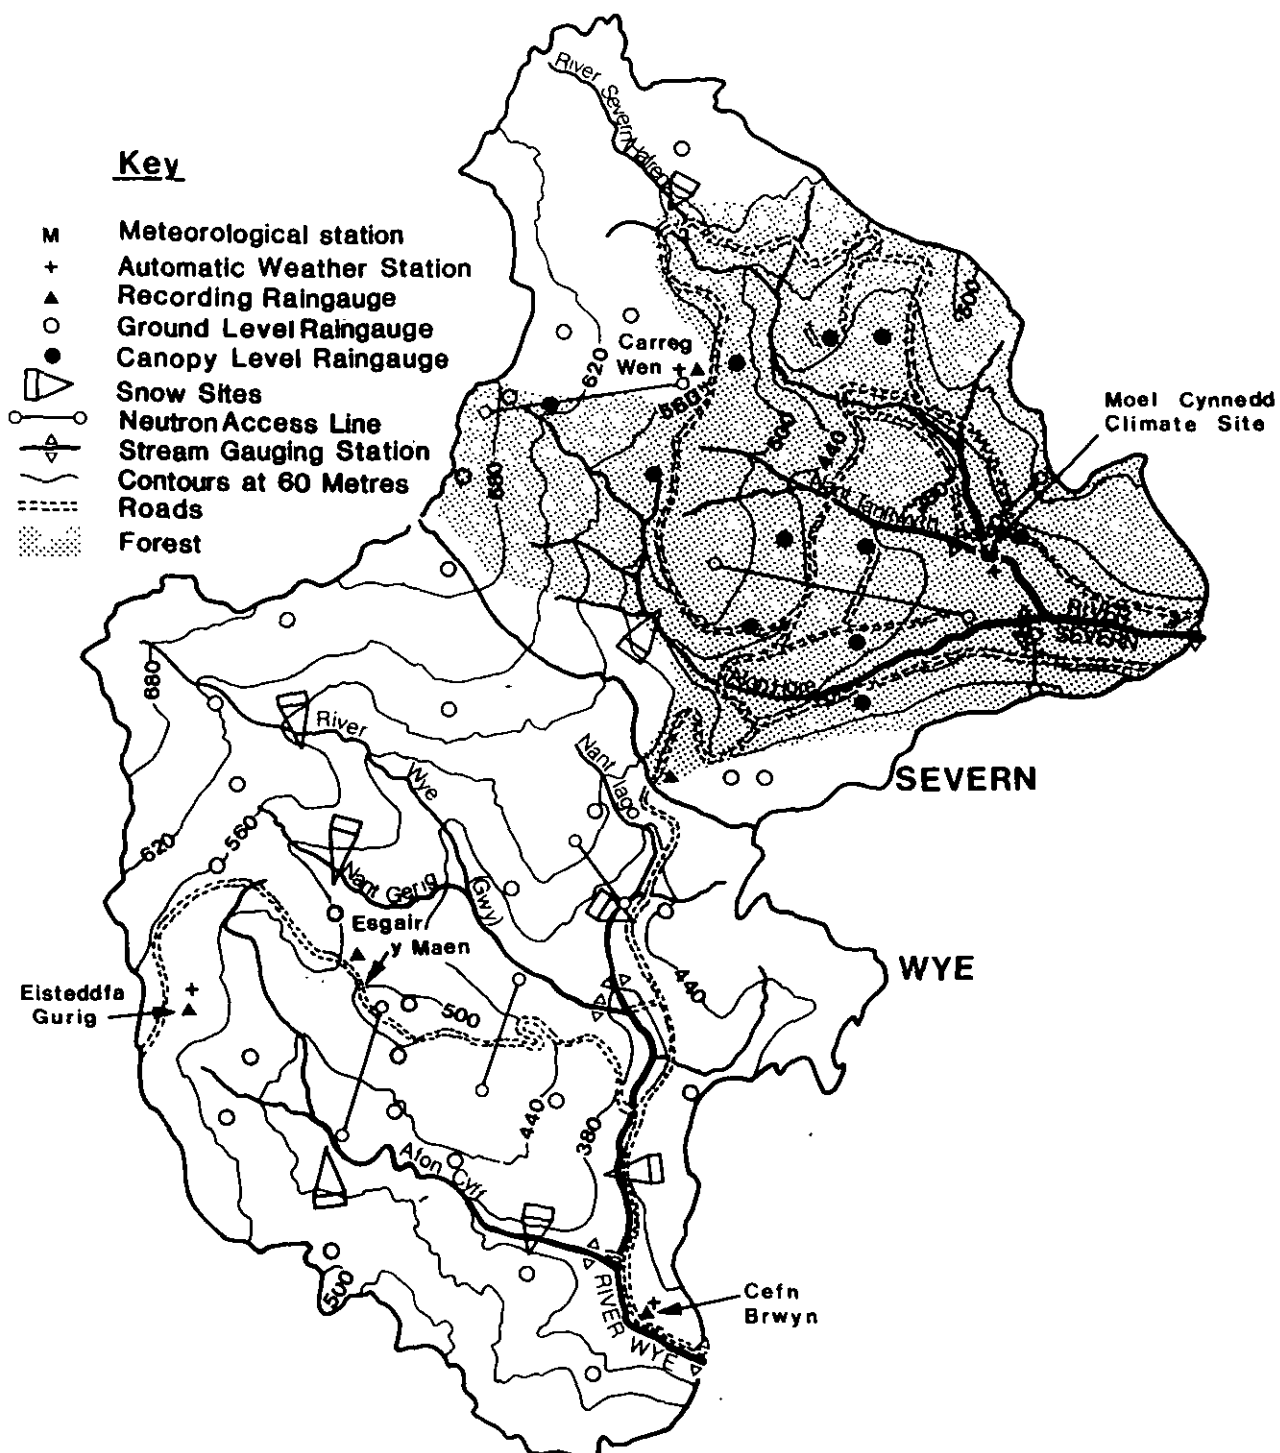 Key
M Meteorological station
+ Automatic Weather Station
▲ Recording Raingauge
Ground Level Raingauge
Canopy Level Raingauge
Snow Sites
Neutron Access Line
Stream Gauging Station
Contours at 60 Metres
Roads
Forest
River Severn (Hafren)
Carreg
Wen
620
560
500
500
440
680
Moel Cynnedd
Climate Site
RIVER
SEVERN
Afon Hore
SEVERN
680
River
Wye
(Gwy)
Nant Iago
620
560
Nant Gerig
Esgair
y Maen
WYE
440
Eisteddfa
Gurig
500
440
380
Afon Cyff
500
Cefn
Brwyn
RIVER
WYE